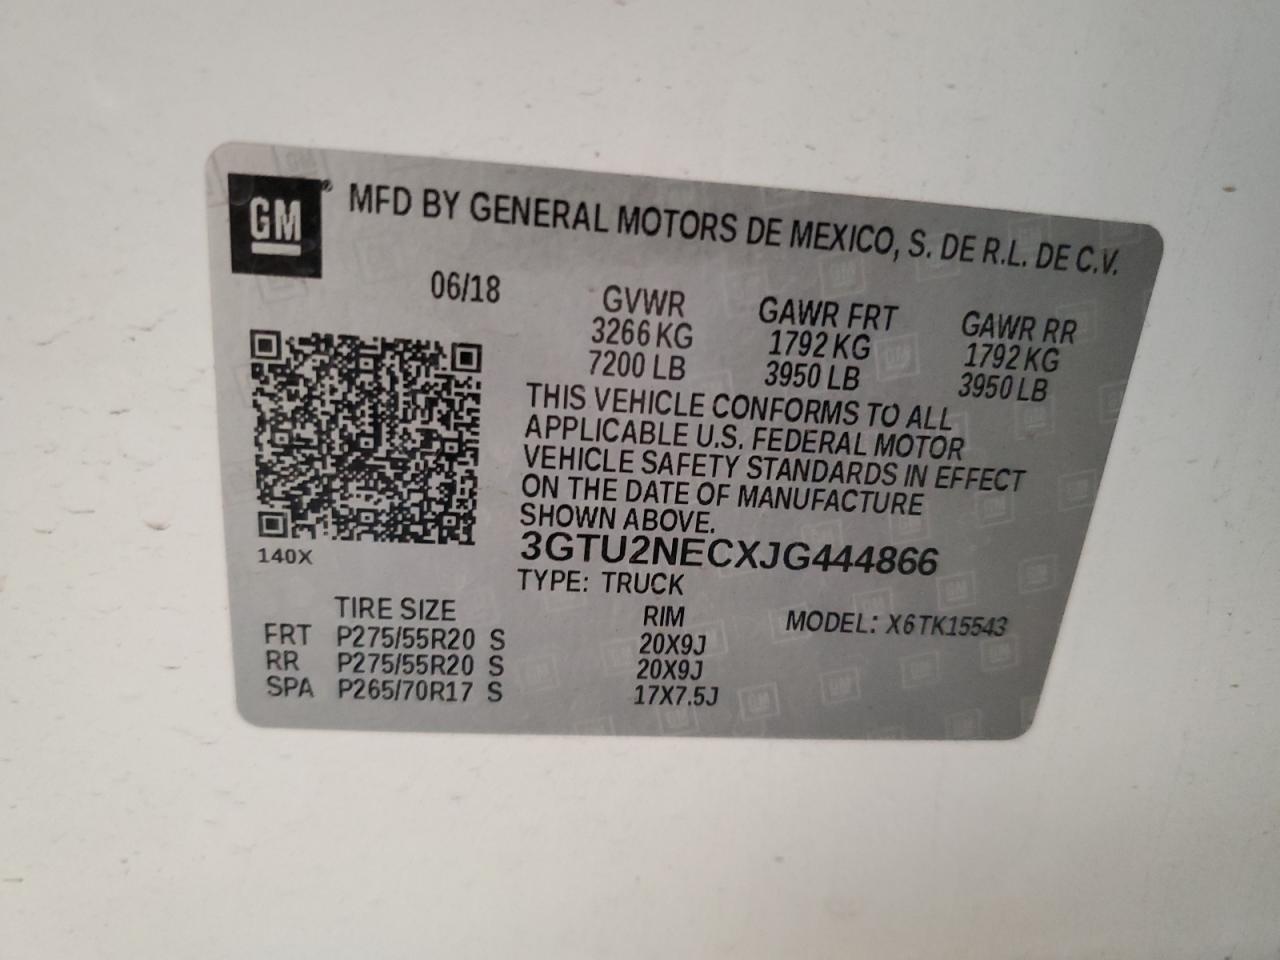 GM® MFD BY GENERAL MOTORS DE MEXICO, S. DE R.L. DE C.V.
06/18
GVWR GAWR FRT GAWR RR
3266 KG 1792 KG 1792 KG
7200 LB 3950 LB 3950 LB
THIS VEHICLE CONFORMS TO ALL
APPLICABLE U.S. FEDERAL MOTOR
VEHICLE SAFETY STANDARDS IN EFFECT
ON THE DATE OF MANUFACTURE
SHOWN ABOVE.
140X
3GTU2NECXJG444866
TYPE: TRUCK
TIRE SIZE RIM MODEL: X6TK15543
FRT P275/55R20 S 20X9J
RR P275/55R20 S 20X9J
SPA P265/70R17 S 17X7.5J